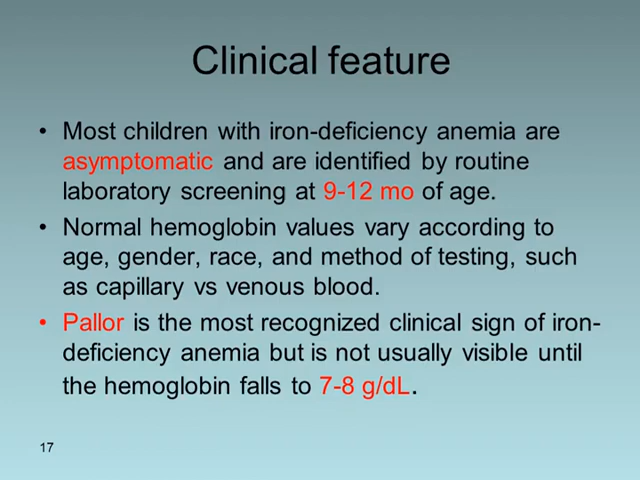 Clinical feature
• Most children with iron-deficiency anemia are
asymptomatic and are identified by routine
laboratory screening at 9-12 mo of age.
• Normal hemoglobin values vary according to
age, gender, race, and method of testing, such
as capillary vs venous blood.
• Pallor is the most recognized clinical sign of iron-
deficiency anemia but is not usually visible until
the hemoglobin falls to 7-8 g/dL.
17